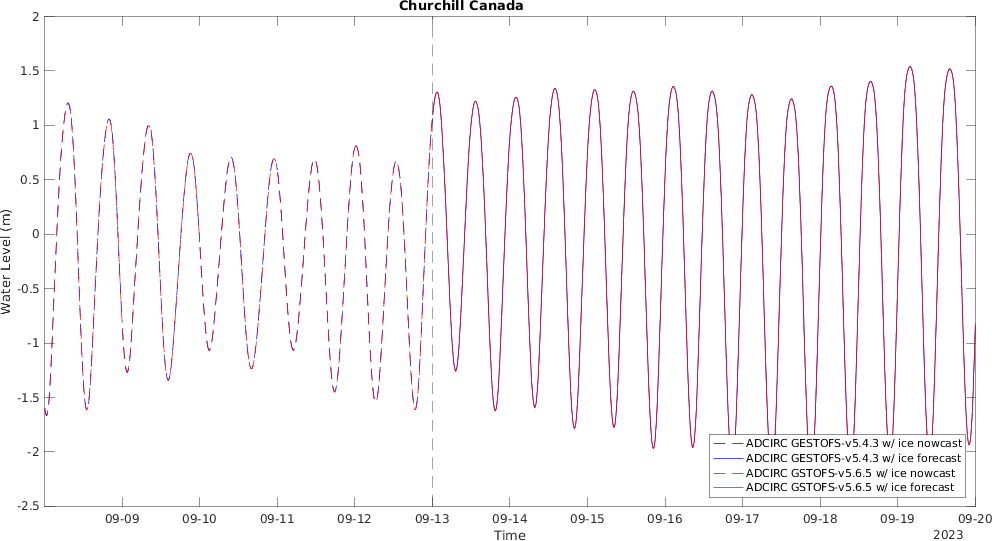 Churchill Canada
2
1.5
1
0.5
0
-0.5
-1
-1.5
-2
-2.5
Water Level (m)
ADCIRC GESTOFS-v5.4.3 w/ ice nowcast
ADCIRC GESTOFS-v5.4.3 w/ ice forecast
ADCIRC GSTOFS-v5.6.5 w/ ice nowcast
ADCIRC GSTOFS-v5.6.5 w/ ice forecast
09-09 09-10 09-11 09-12 09-13 09-14 09-15 09-16 09-17 09-18 09-19 09-20
Time
2023